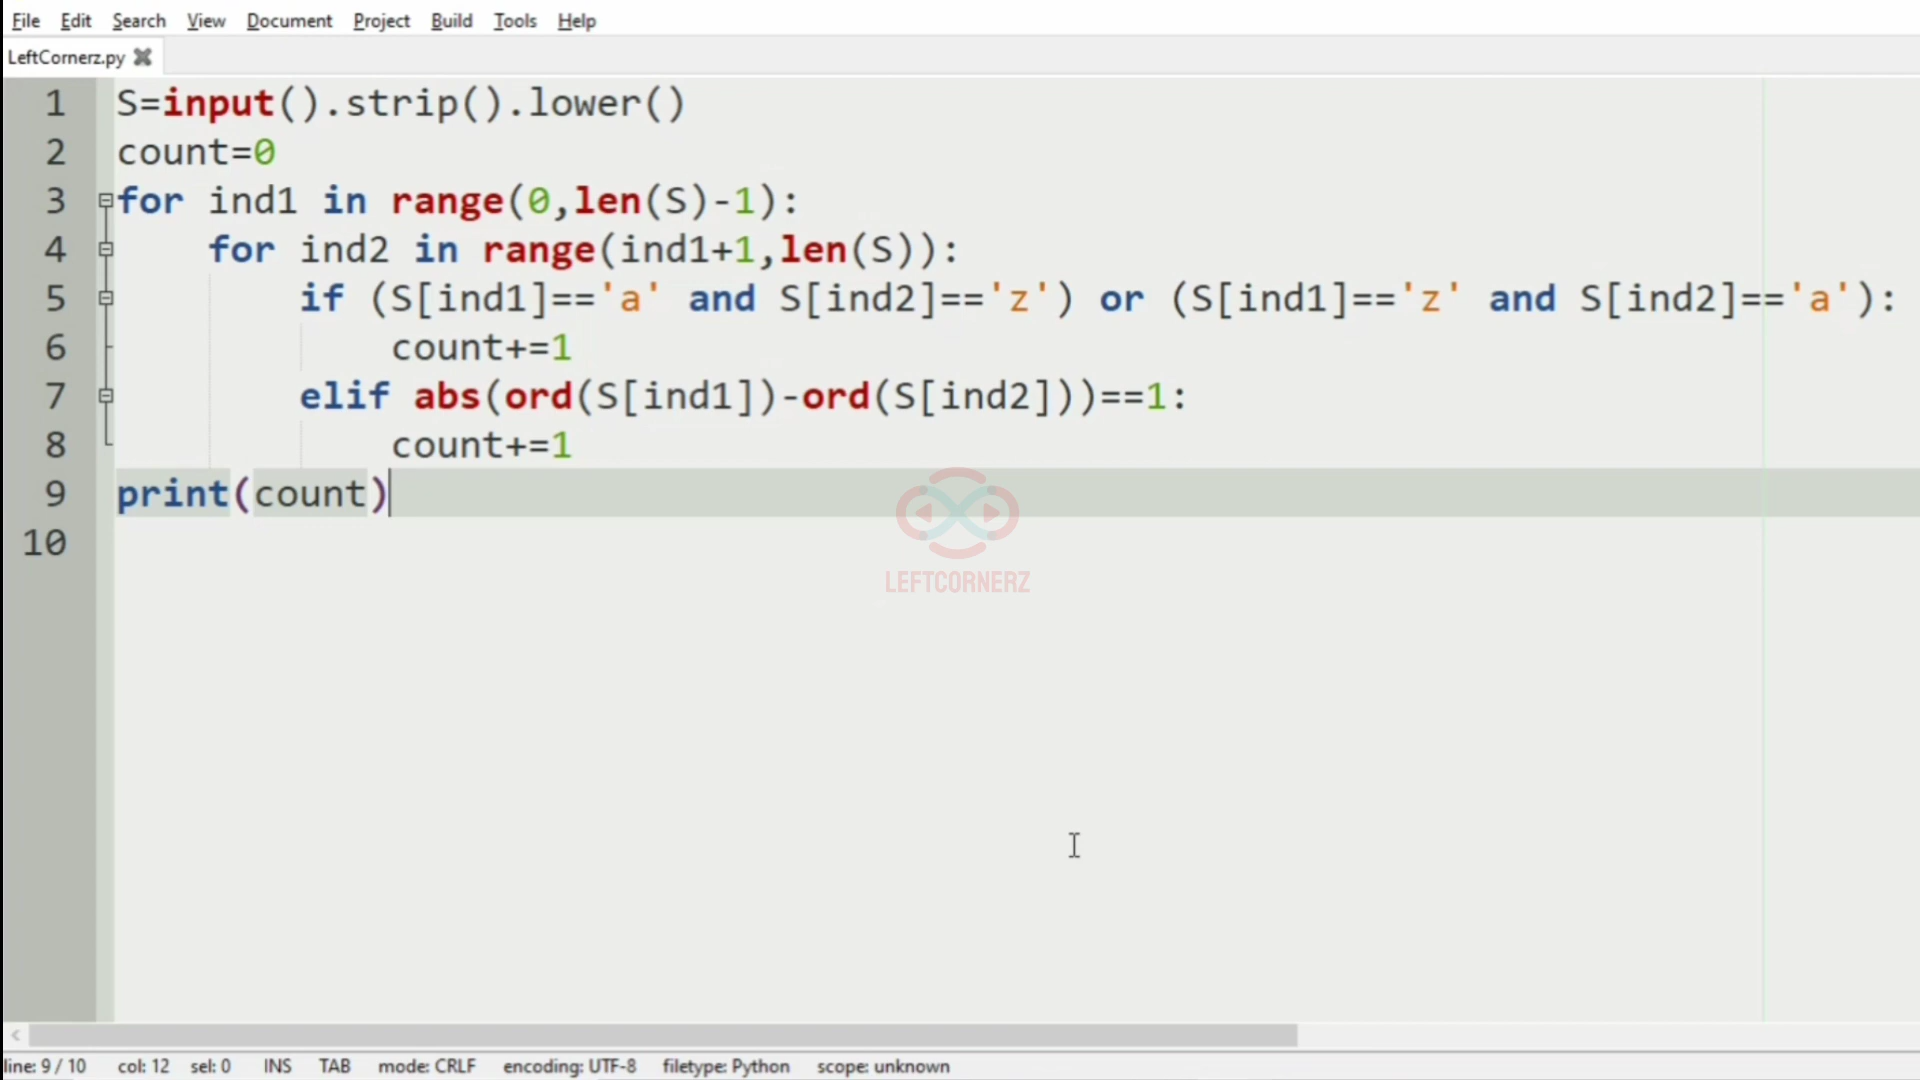 File Edit Search View Document Project Build Tools Help
LeftCornerz.py
1 S=input().strip().lower()
2 count=0
3 for ind1 in range(0,len(S)-1):
4     for ind2 in range(ind1+1,len(S)):
5         if (S[ind1]=='a' and S[ind2]=='z') or (S[ind1]=='z' and S[ind2]=='a'):
6             count+=1
7         elif abs(ord(S[ind1])-ord(S[ind2]))==1:
8             count+=1
9 print(count)
10
LEFTCORNERZ
line: 9 / 10 col: 12 sel: 0 INS TAB mode: CRLF encoding: UTF-8 filetype: Python scope: unknown